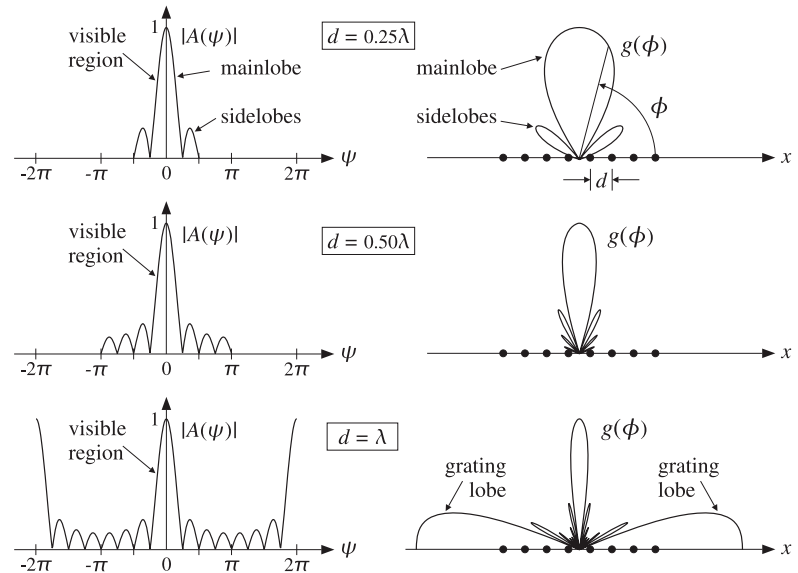 1 |A(ψ)| d = 0.25λ
visible
region
mainlobe
sidelobes
-2π -π 0 π 2π ψ
mainlobe g(ϕ)
sidelobes ϕ
x
d
1 |A(ψ)| d = 0.50λ
visible
region
-2π -π 0 π 2π ψ
g(ϕ)
x
1 |A(ψ)| d = λ
visible
region
-2π -π 0 π 2π ψ
g(ϕ)
grating
lobe
grating
lobe
x